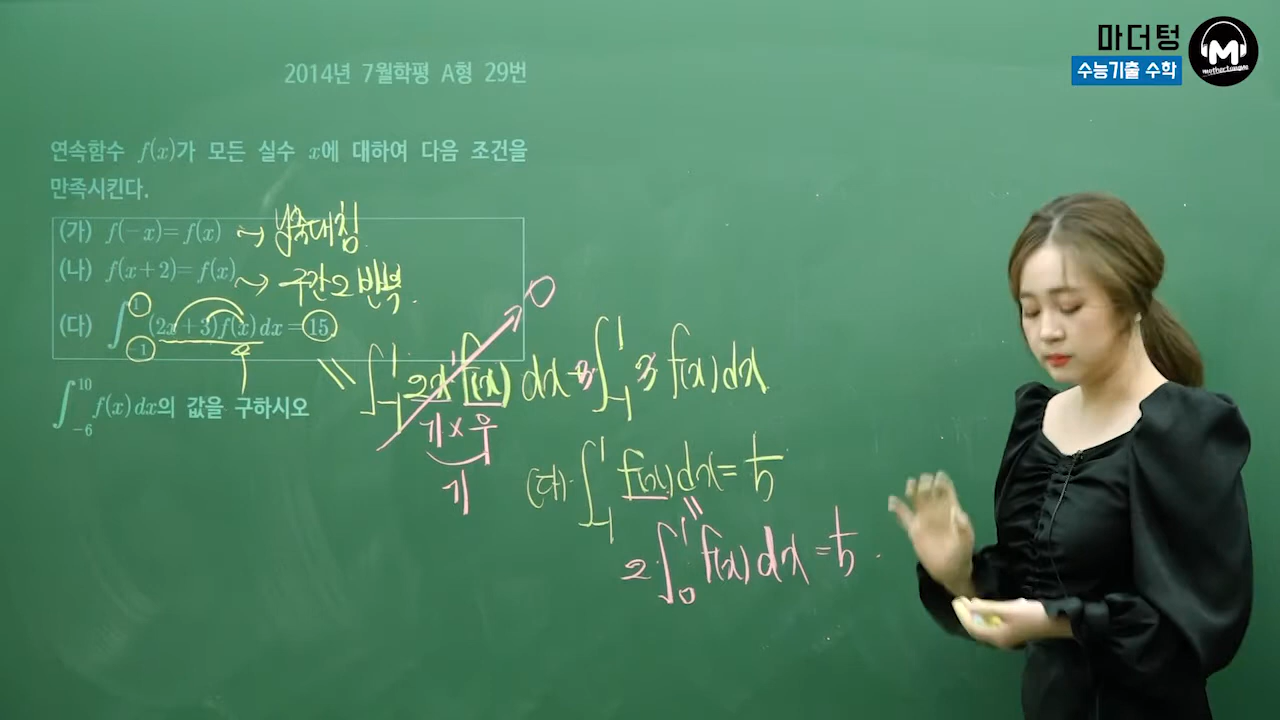 마더텅
수능기출 수학
M
mother tongue
2014년 7월학평 A형 29번
연속함수 f(x)가 모든 실수 x에 대하여 다음 조건을
만족시킨다.
(가) f(-x)=f(x) → y축대칭
(나) f(x+2)=f(x) → 구간2 반복.
(다) ∫_{-1}^{1} (2x+3)f(x)dx=15
∫_{-6}^{10} f(x)dx의 값을 구하시오
∫_{-1}^{1} 2x f(x) dx + 3∫_{-1}^{1} f(x)dx
0
기×우
기
(다) ∫_{-1}^{1} f(x)dx=5
2∫_{0}^{1} f(x)dx=5